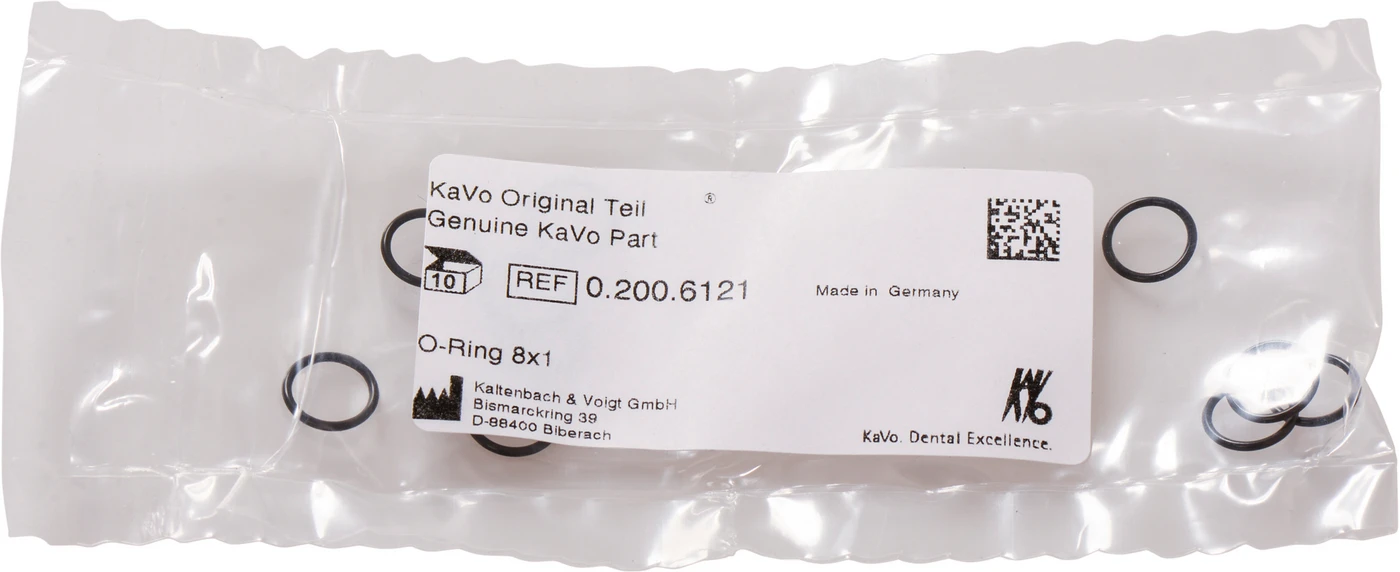 KaVo Original Teil ®
Genuine KaVo Part
10 REF 0.200.6121 Made in Germany
O-Ring 8x1
Kaltenbach & Voigt GmbH
Bismarckring 39
D-88400 Biberach
KaVo
KaVo. Dental Excellence.